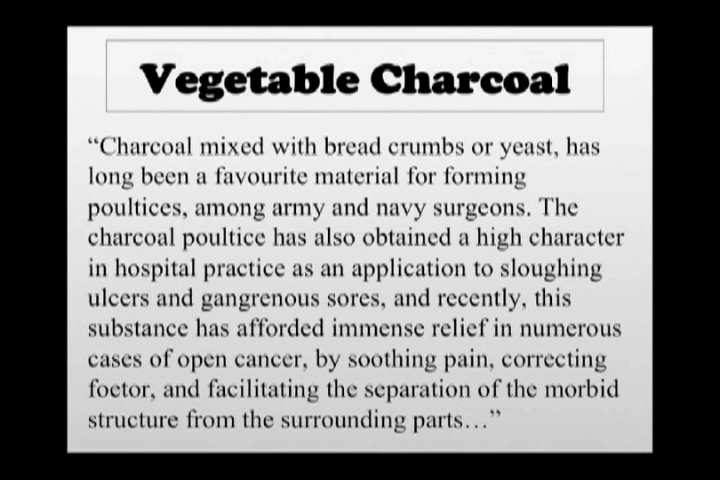 Vegetable Charcoal
“Charcoal mixed with bread crumbs or yeast, has
long been a favourite material for forming
poultices, among army and navy surgeons. The
charcoal poultice has also obtained a high character
in hospital practice as an application to sloughing
ulcers and gangrenous sores, and recently, this
substance has afforded immense relief in numerous
cases of open cancer, by soothing pain, correcting
foetor, and facilitating the separation of the morbid
structure from the surrounding parts…”